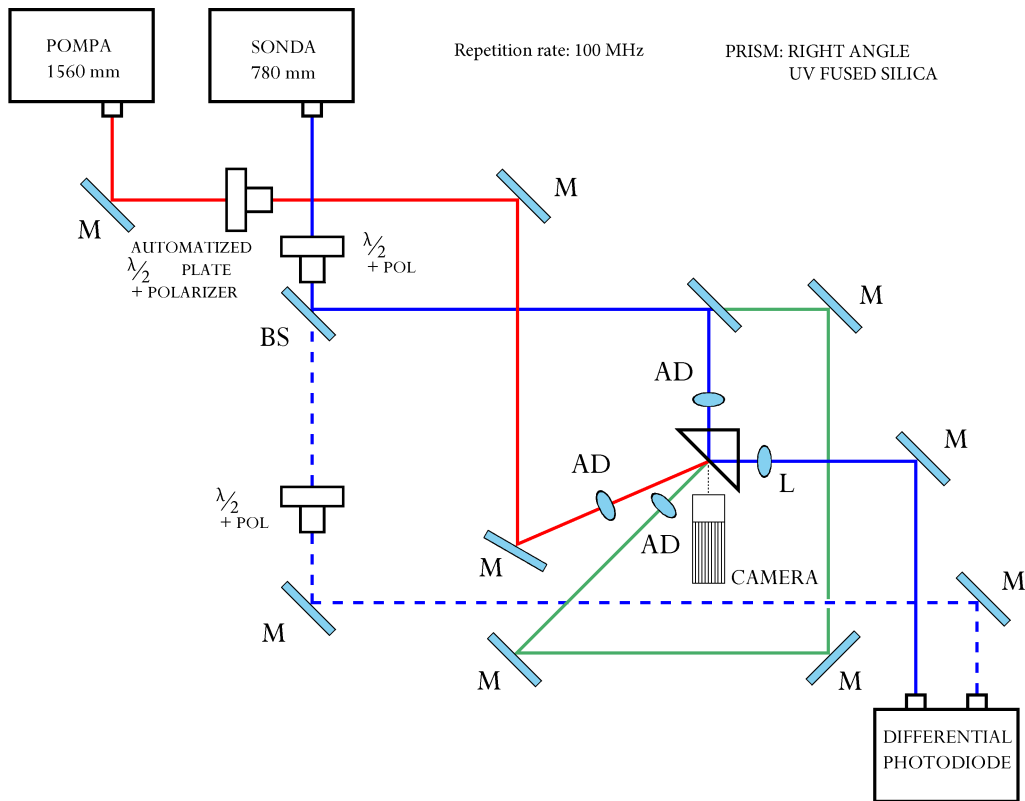 POMPA
1560 mm
SONDA
780 mm
Repetition rate: 100 MHz
PRISM: RIGHT ANGLE
UV FUSED SILICA
M
M
AUTOMATIZED
λ/2 PLATE
+ POLARIZER
λ/2
+ POL
BS
M
AD
M
AD
L
λ/2
+ POL
AD
M
CAMERA
M
M
M
M
DIFFERENTIAL
PHOTODIODE